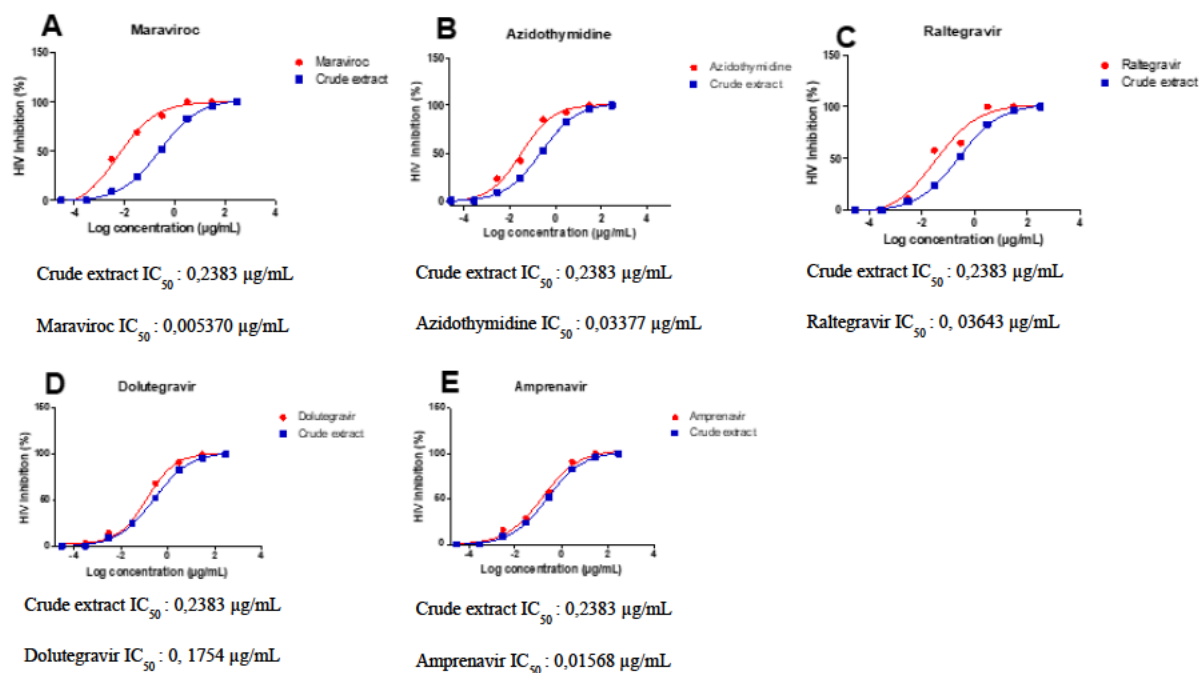 A
Maraviroc
HIV Inhibition (%)
150
100
50
0
-4
-2
0
2
4
Log concentration (µg/mL)
Maraviroc
Crude extract
Crude extract IC50 : 0,2383 µg/mL
Maraviroc IC50 : 0,005370 µg/mL
B
Azidothymidine
HIV Inhibition (%)
150
100
50
0
-4
-2
0
2
4
Log concentration (µg/mL)
Azidothymidine
Crude extract
Crude extract IC50 : 0,2383 µg/mL
Azidothymidine IC50 : 0,03377 µg/mL
C
Raltegravir
HIV Inhibition (%)
150
100
50
0
-4
-2
0
2
4
Log concentration (µg/mL)
Raltegravir
Crude extract
Crude extract IC50 : 0,2383 µg/mL
Raltegravir IC50 : 0, 03643 µg/mL
D
Dolutegravir
HIV Inhibition (%)
150
100
50
0
-4
-2
0
2
4
Log concentration (µg/mL)
Dolutegravir
Crude extract
Crude extract IC50 : 0,2383 µg/mL
Dolutegravir IC50 : 0, 1754 µg/mL
E
Amprenavir
HIV Inhibition (%)
150
100
50
0
-4
-2
0
2
4
Log concentration (µg/mL)
Amprenavir
Crude extract
Crude extract IC50 : 0,2383 µg/mL
Amprenavir IC50 : 0,01568 µg/mL